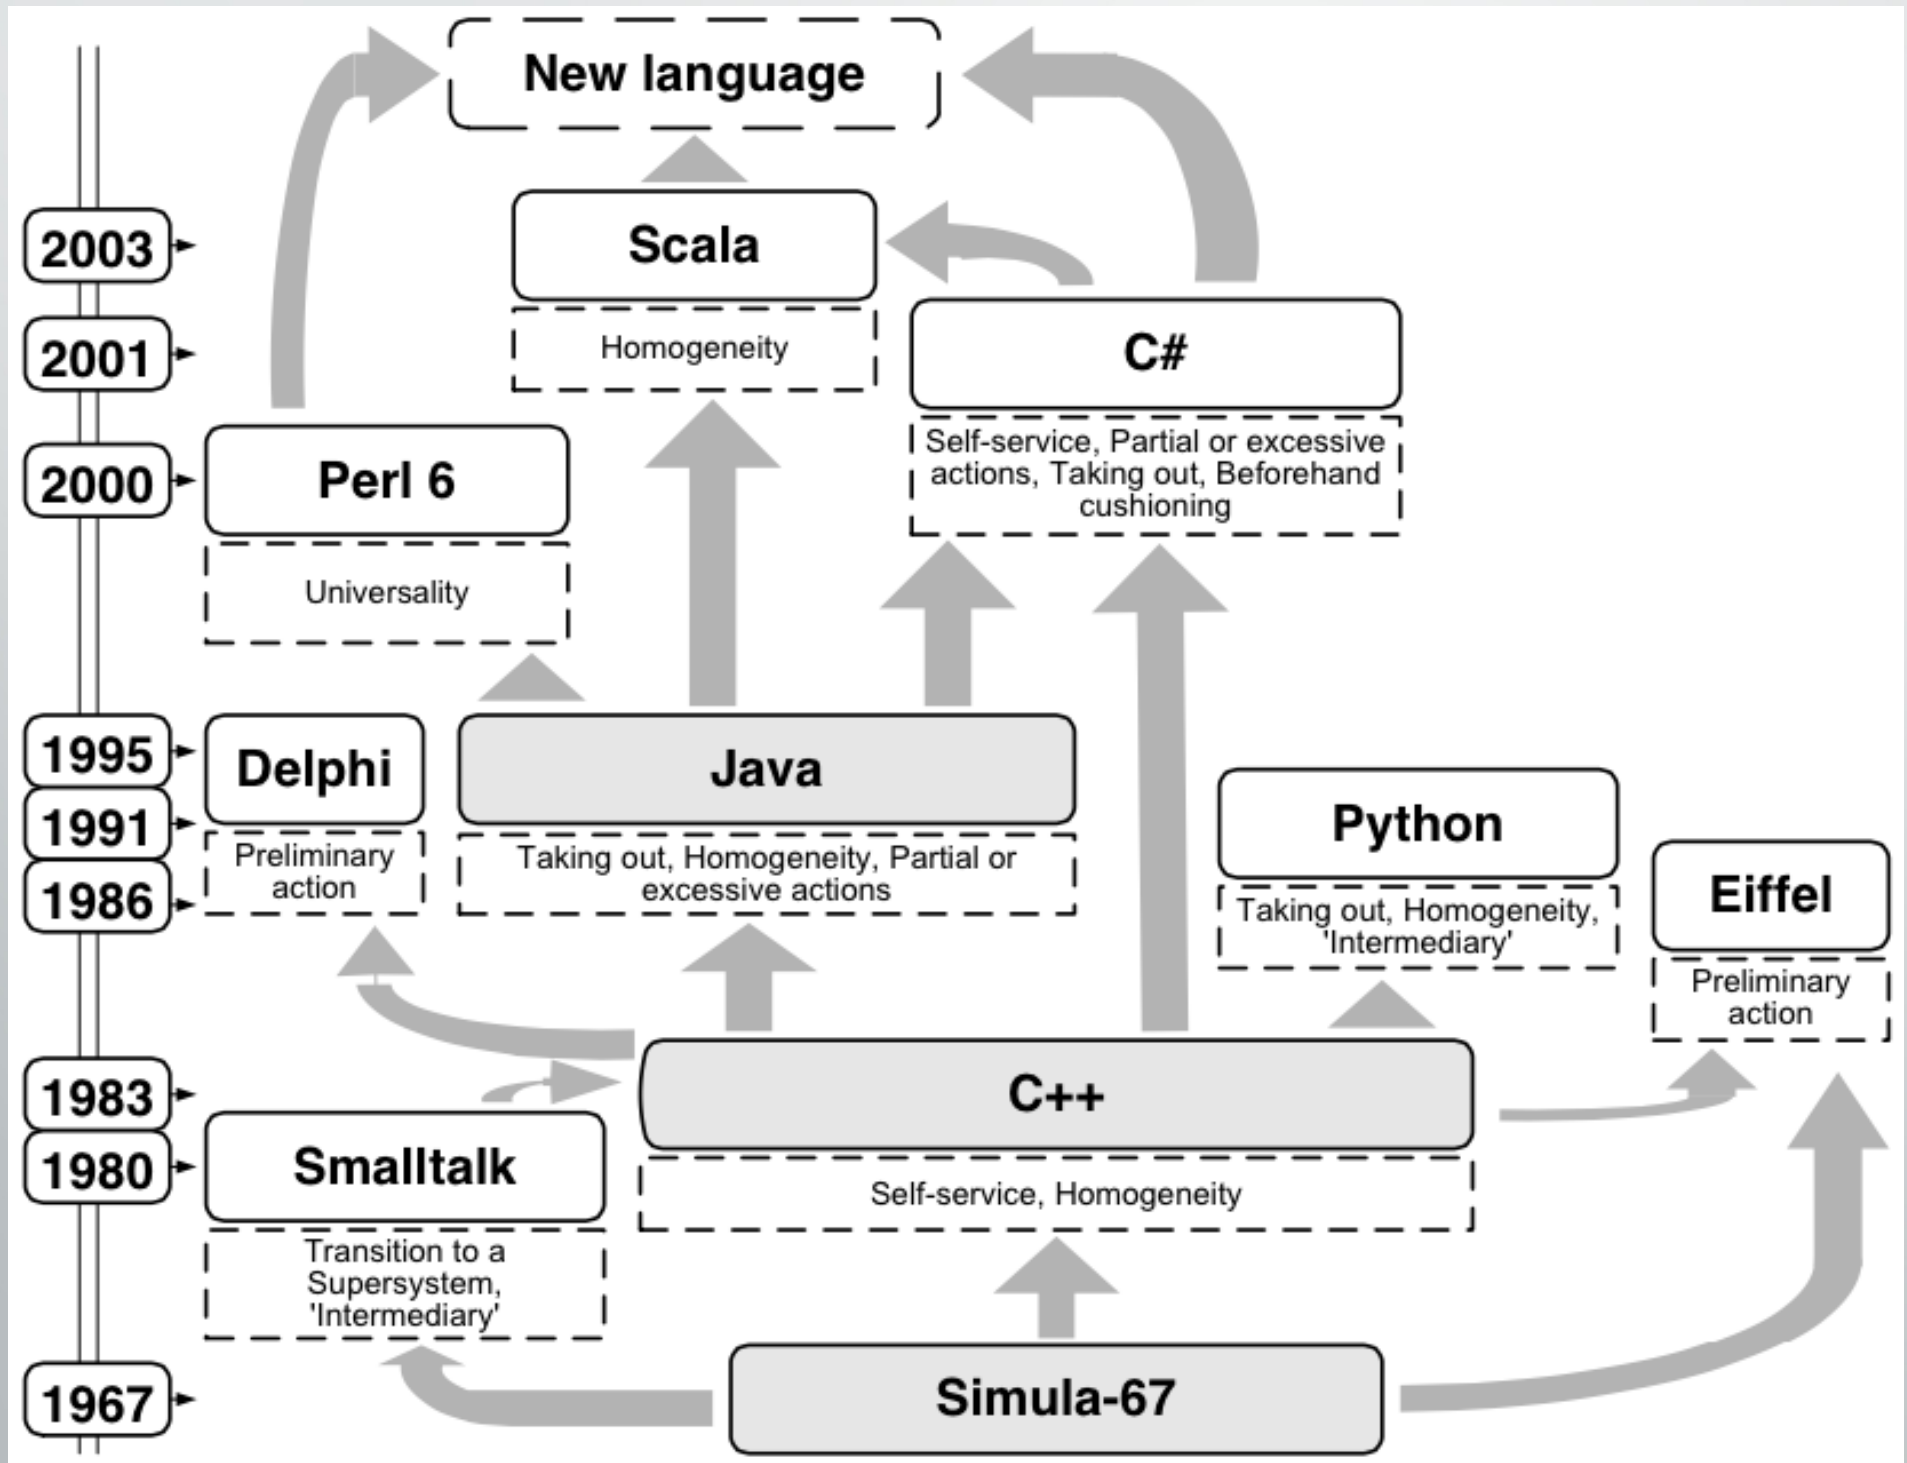 New language
2003
Scala
Homogeneity
2001
C#
Self-service, Partial or excessive
actions, Taking out, Beforehand
cushioning
2000
Perl 6
Universality
1995
Delphi
Preliminary
action
Java
Taking out, Homogeneity, Partial or
excessive actions
1991
Python
Taking out, Homogeneity,
'Intermediary'
1986
Eiffel
Preliminary
action
1983
C++
Self-service, Homogeneity
1980
Smalltalk
Transition to a
Supersystem,
'Intermediary'
1967
Simula-67